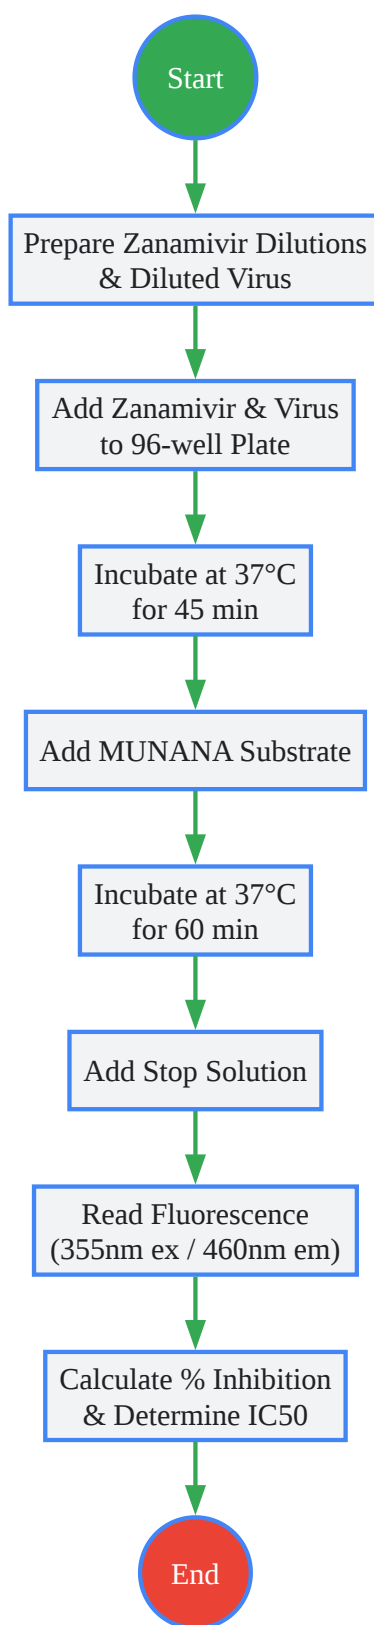 Start
Prepare Zanamivir Dilutions
& Diluted Virus
Add Zanamivir & Virus
to 96-well Plate
Incubate at 37°C
for 45 min
Add MUNANA Substrate
Incubate at 37°C
for 60 min
Add Stop Solution
Read Fluorescence
(355nm ex / 460nm em)
Calculate % Inhibition
& Determine IC50
End